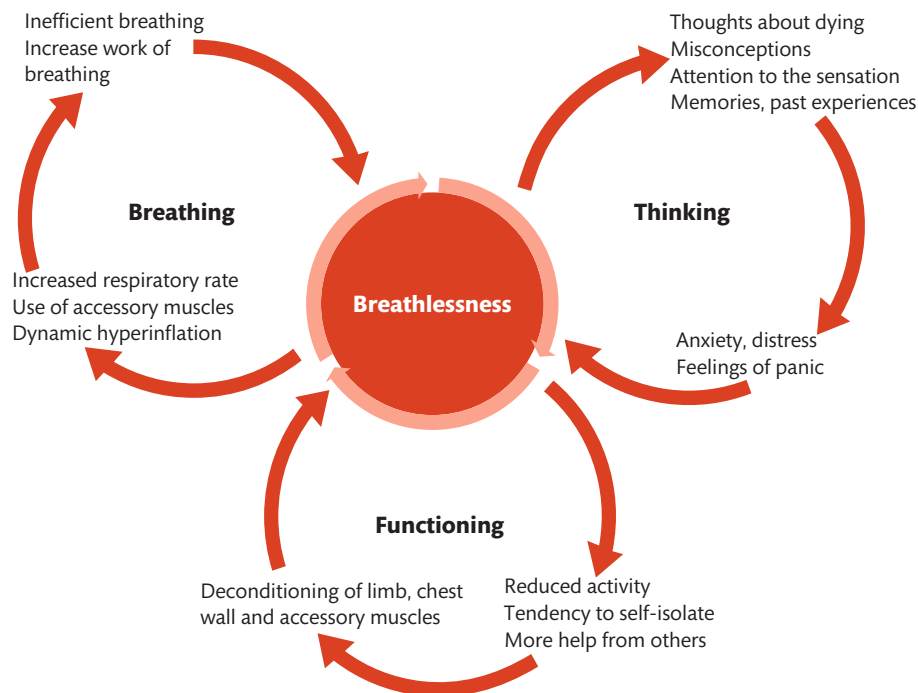 Inefficient breathing
Increase work of
breathing
Thoughts about dying
Misconceptions
Attention to the sensation
Memories, past experiences
Breathing
Thinking
Increased respiratory rate
Use of accessory muscles
Dynamic hyperinflation
Breathlessness
Anxiety, distress
Feelings of panic
Functioning
Deconditioning of limb, chest
wall and accessory muscles
Reduced activity
Tendency to self-isolate
More help from others